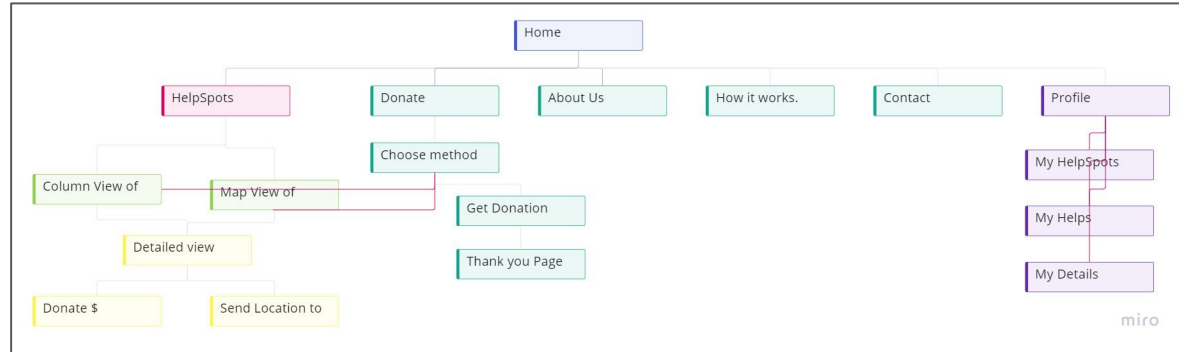 Home
HelpSpots
Donate
About Us
How it works.
Contact
Profile
Choose method
My HelpSpots
Column View of
Map View of
Get Donation
My Helps
Detailed view
Thank you Page
My Details
Donate $
Send Location to
miro